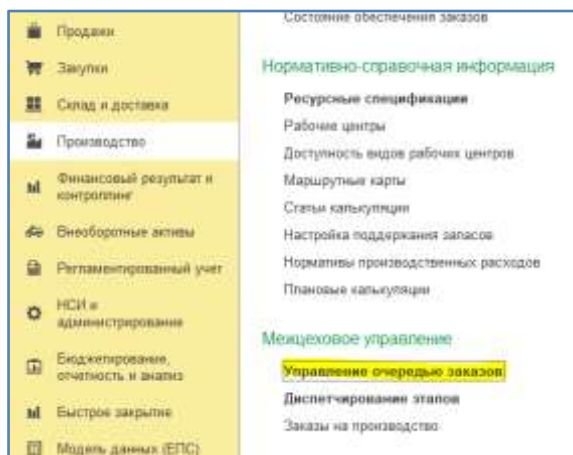 Продажи
Закупки
Склад и доставка
Производство
Финансовый результат и
контроллинг
Внеоборотные активы
Регламентированный учет
НСИ и
администрирование
Бюджетирование,
отчетность и анализ
Быстрое закрытие
Модель данных (ЕПС)
Состояние обеспечения заказов
Нормативно-справочная информация
Ресурсные спецификации
Рабочие центры
Доступность видов рабочих центров
Маршрутные карты
Статьи калькуляции
Настройка поддержания запасов
Нормативы производственных расходов
Плановые калькуляции
Межцеховое управление
Управление очередью заказов
Диспетчирование этапов
Заказы на производство